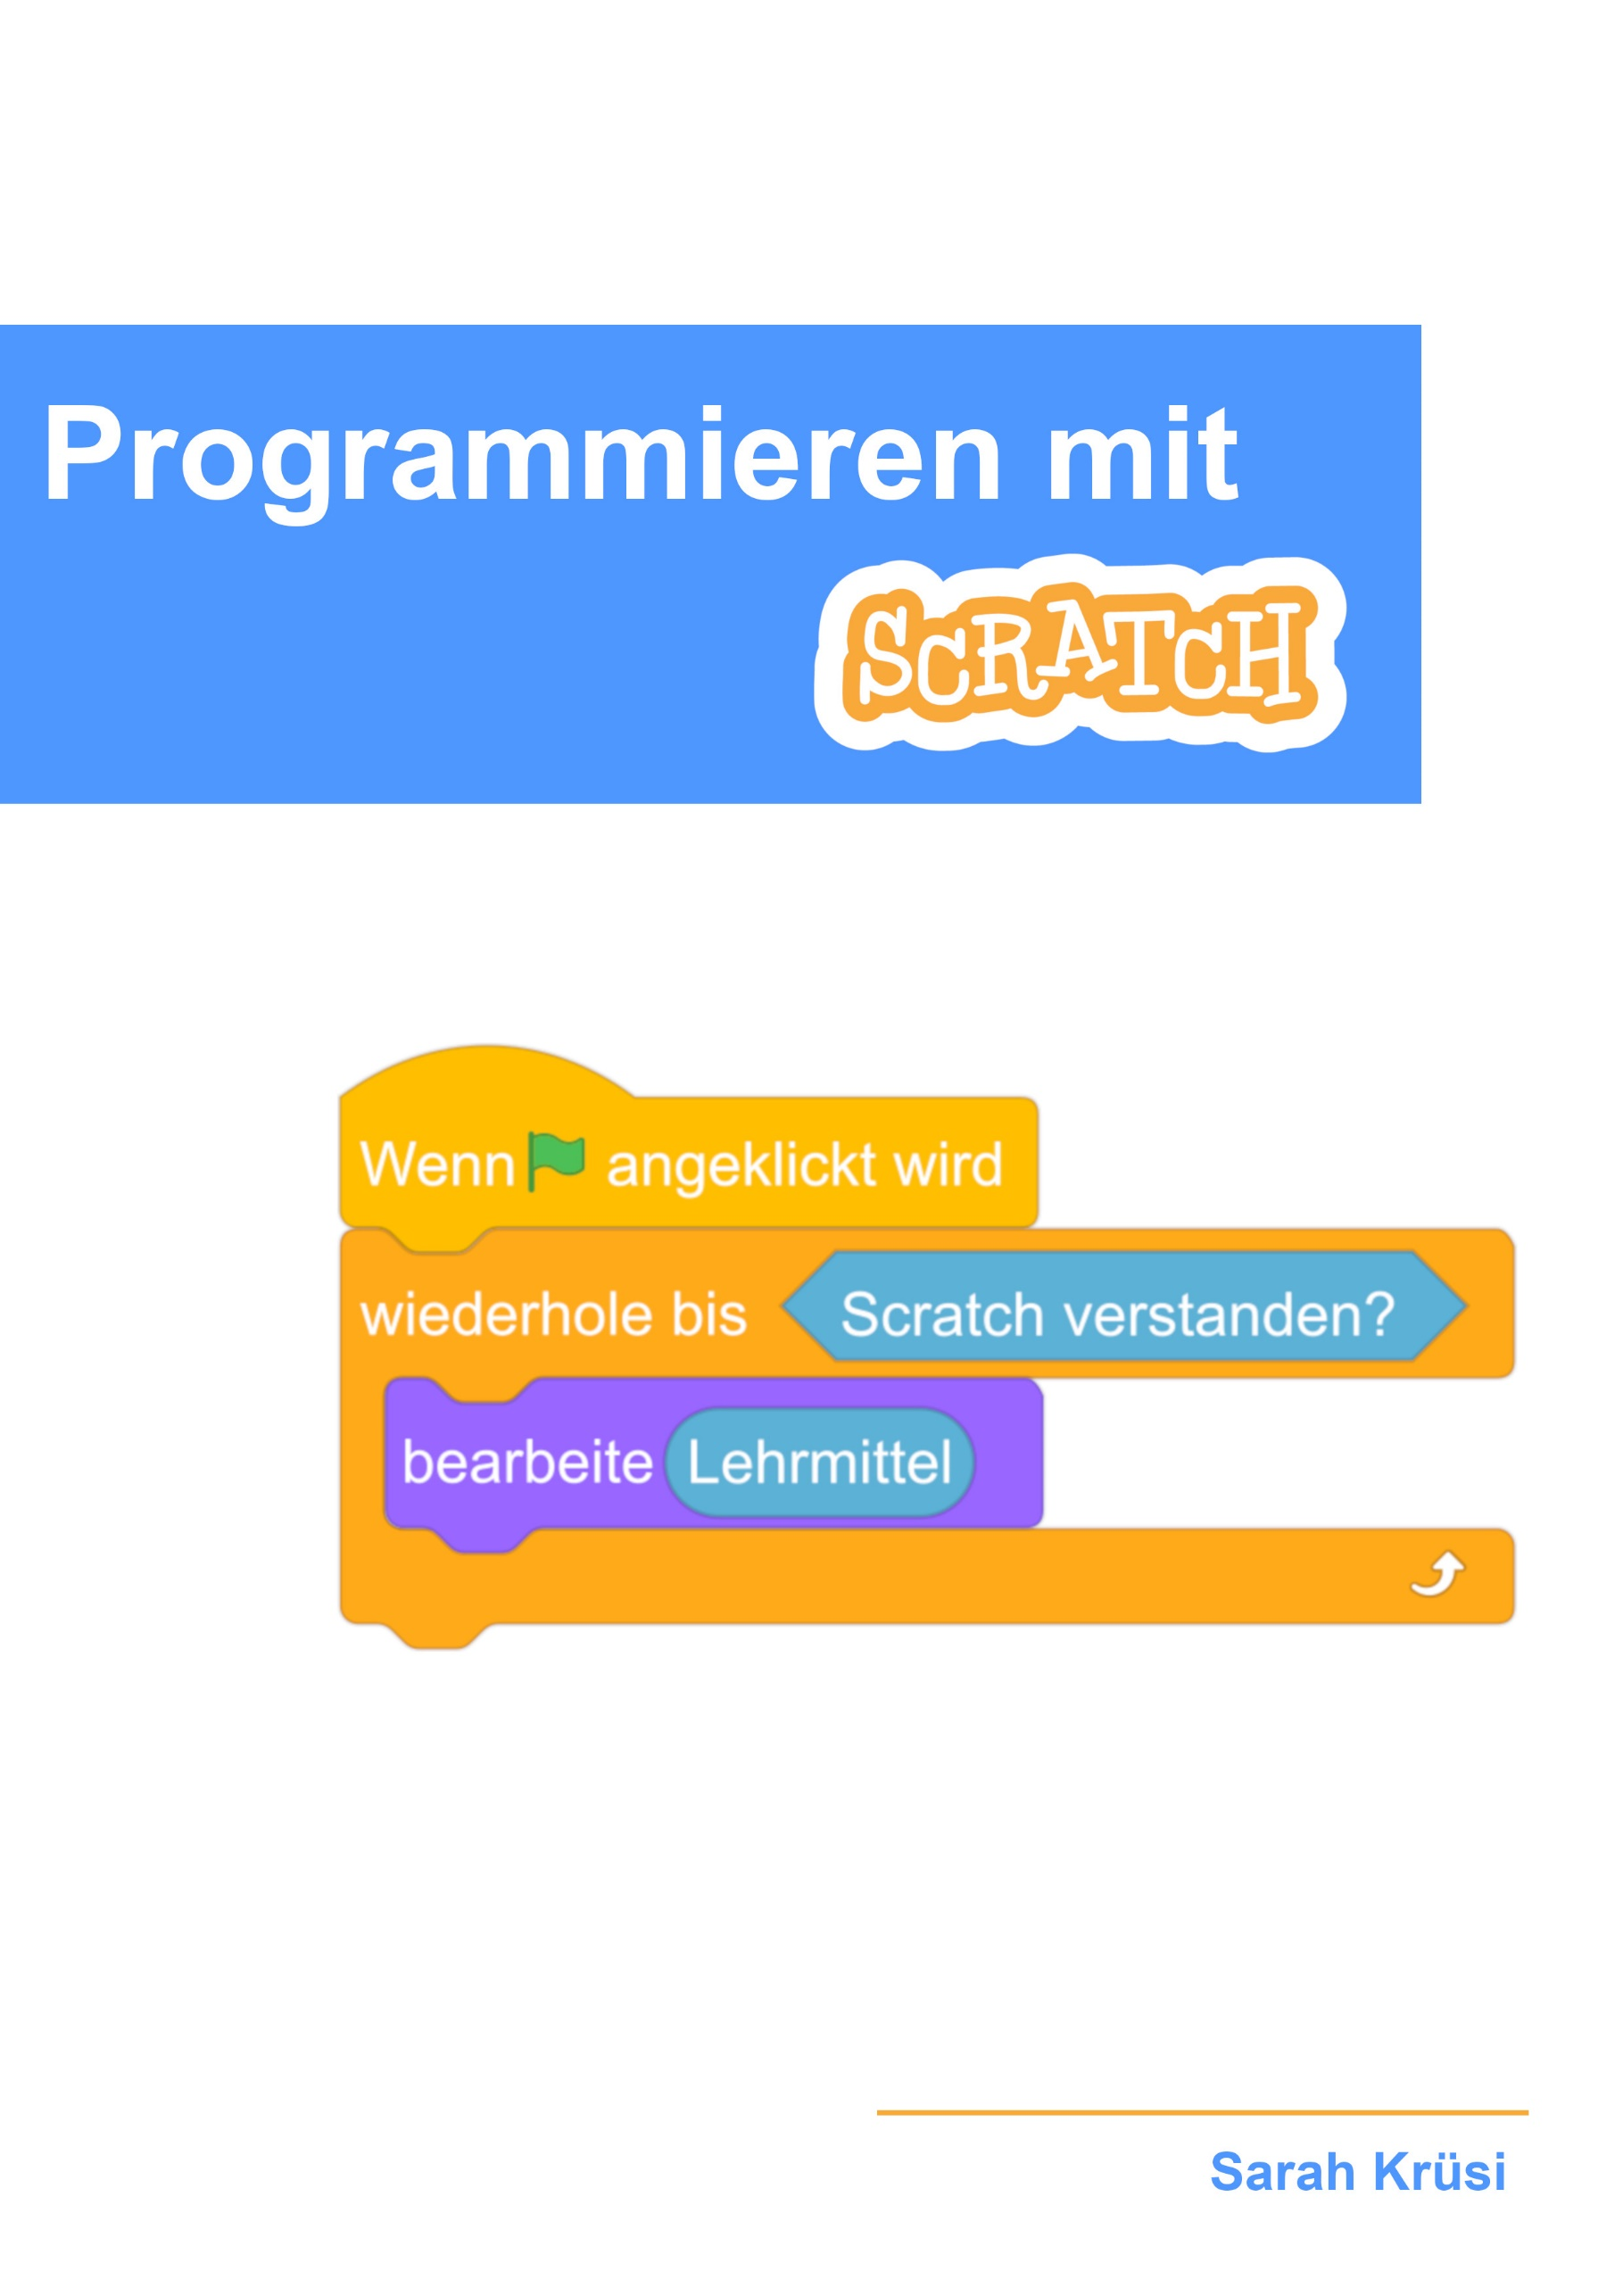 Programmieren mit
SCRATCH
Wenn angeklickt wird
wiederhole bis Scratch verstanden?
bearbeite Lehrmittel
Sarah Krüsi